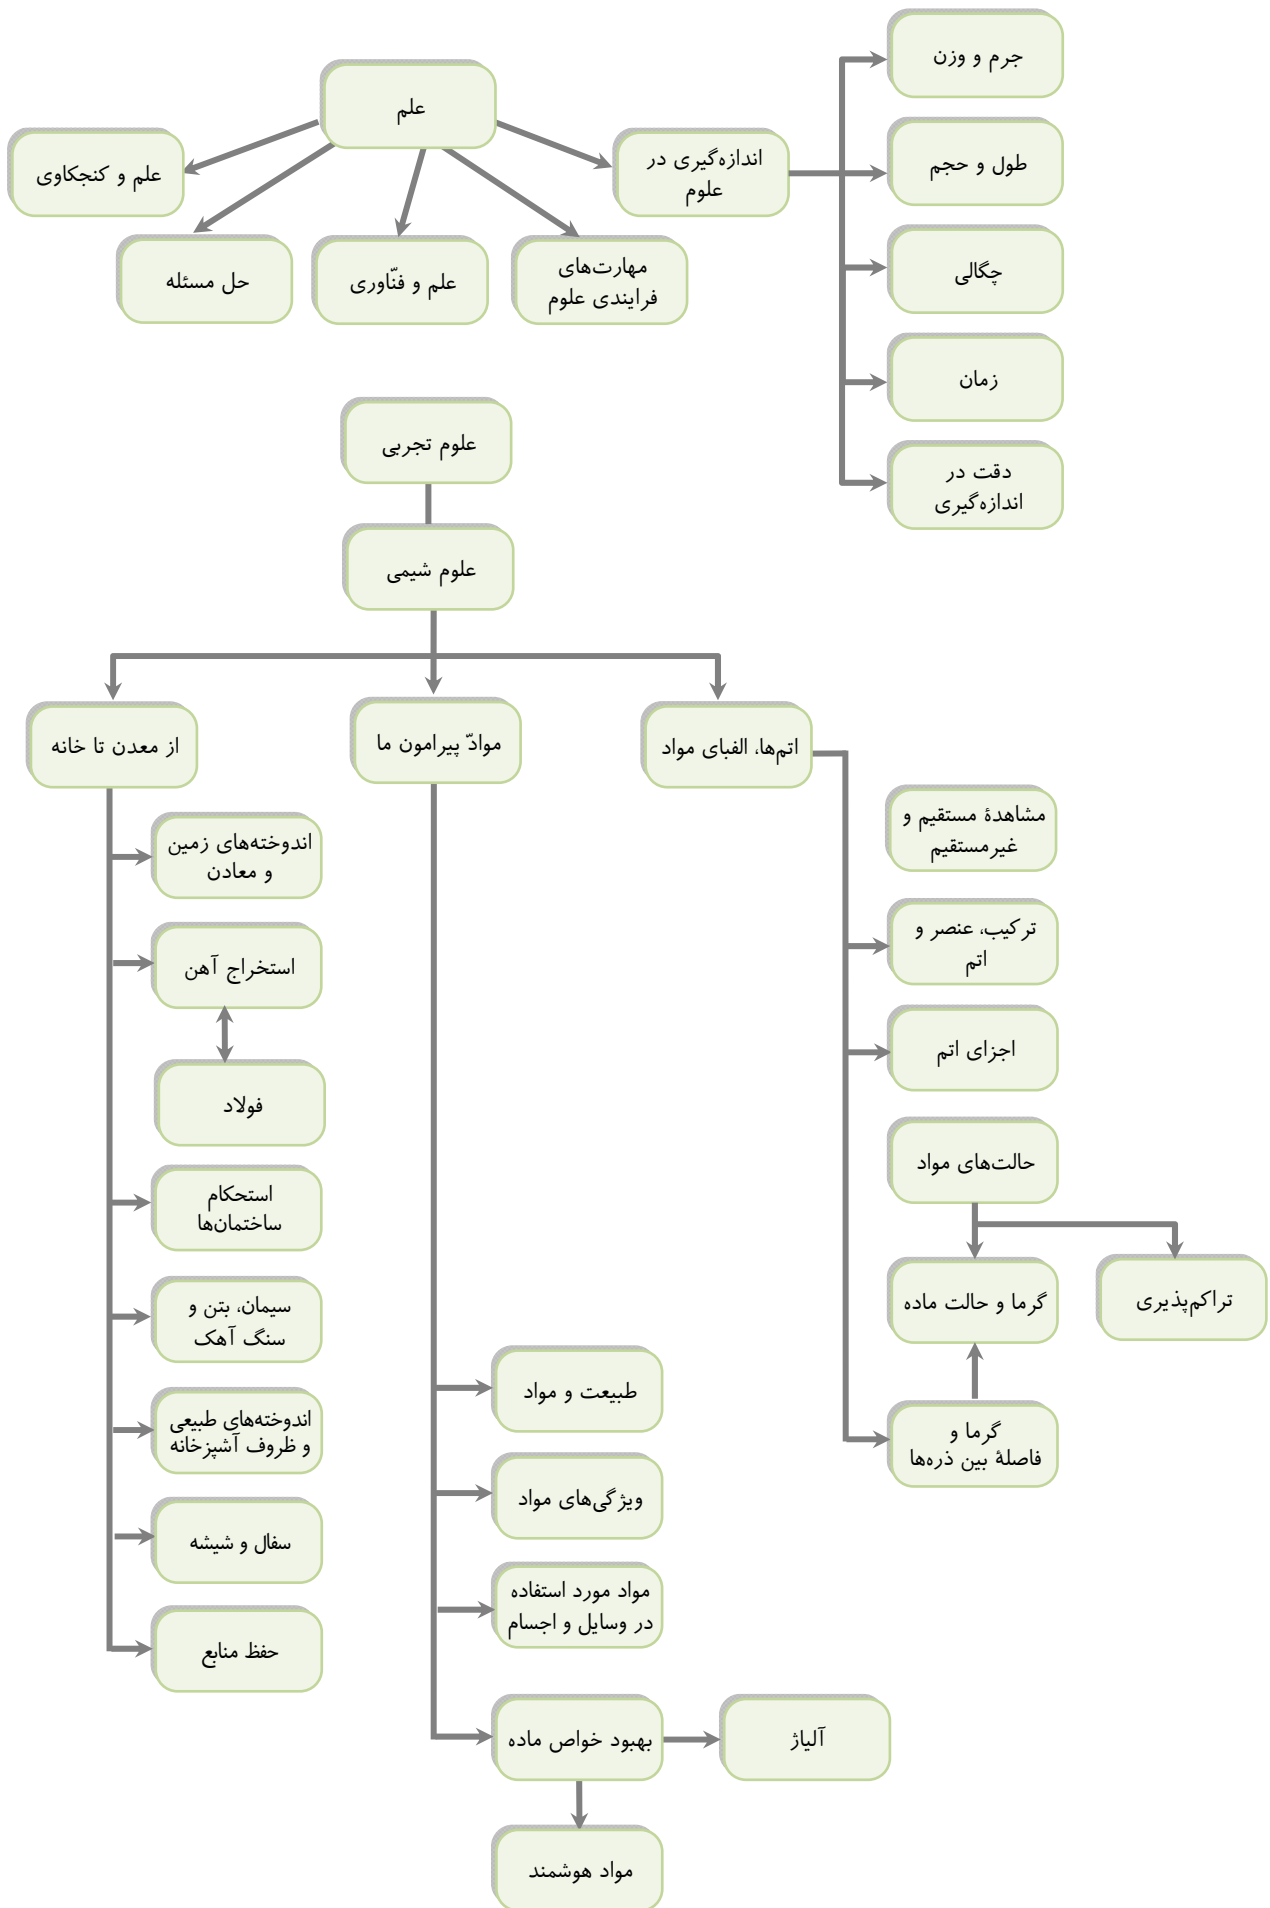 علم
اندازه‌گیری در
علوم
مهارت‌های
فرایندی علوم
علم و فنّاوری
حل مسئله
علم و کنجکاوی
جرم و وزن
طول و حجم
چگالی
زمان
دقت در
اندازه‌گیری
علوم تجربی
علوم شیمی
اتم‌ها، الفبای مواد
مشاهدهٔ مستقیم و
غیرمستقیم
ترکیب، عنصر و
اتم
اجزای اتم
حالت‌های مواد
تراکم‌پذیری
گرما و حالت ماده
گرما و
فاصلهٔ بین ذره‌ها
موادّ پیرامون ما
طبیعت و مواد
ویژگی‌های مواد
مواد مورد استفاده
در وسایل و اجسام
بهبود خواص ماده
آلیاژ
مواد هوشمند
از معدن تا خانه
اندوخته‌های زمین
و معادن
استخراج آهن
فولاد
استحکام
ساختمان‌ها
سیمان، بتن و
سنگ آهک
اندوخته‌های طبیعی
و ظروف آشپزخانه
سفال و شیشه
حفظ منابع